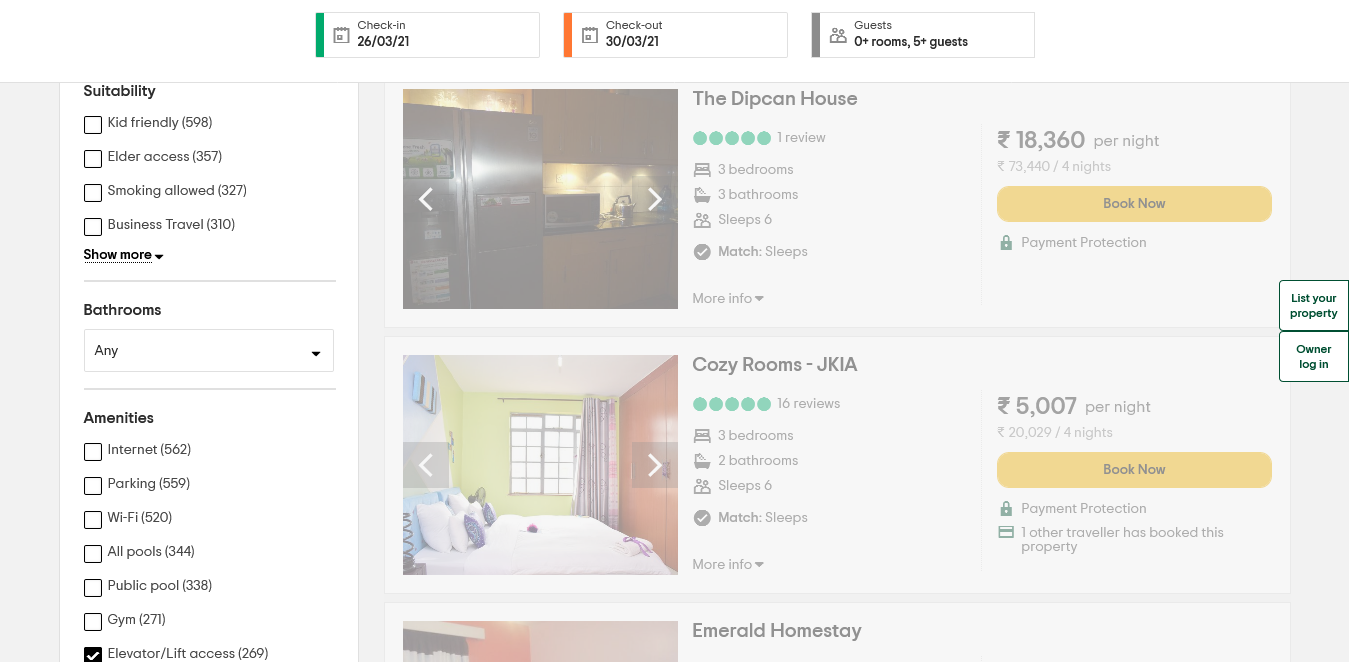 Check-in
26/03/21
Check-out
30/03/21
Guests
0+ rooms, 5+ guests
Suitability
Kid friendly (598)
Elder access (357)
Smoking allowed (327)
Business Travel (310)
Show more
Bathrooms
Any
Amenities
Internet (562)
Parking (559)
Wi-Fi (520)
All pools (344)
Public pool (338)
Gym (271)
Elevator/Lift access (269)
The Dipcan House
1 review
3 bedrooms
3 bathrooms
Sleeps 6
Match: Sleeps
More info
₹ 18,360 per night
₹ 73,440 / 4 nights
Book Now
Payment Protection
Cozy Rooms - JKIA
16 reviews
3 bedrooms
2 bathrooms
Sleeps 6
Match: Sleeps
More info
₹ 5,007 per night
₹ 20,029 / 4 nights
Book Now
Payment Protection
1 other traveller has booked this
property
Emerald Homestay
List your
property
Owner
log in